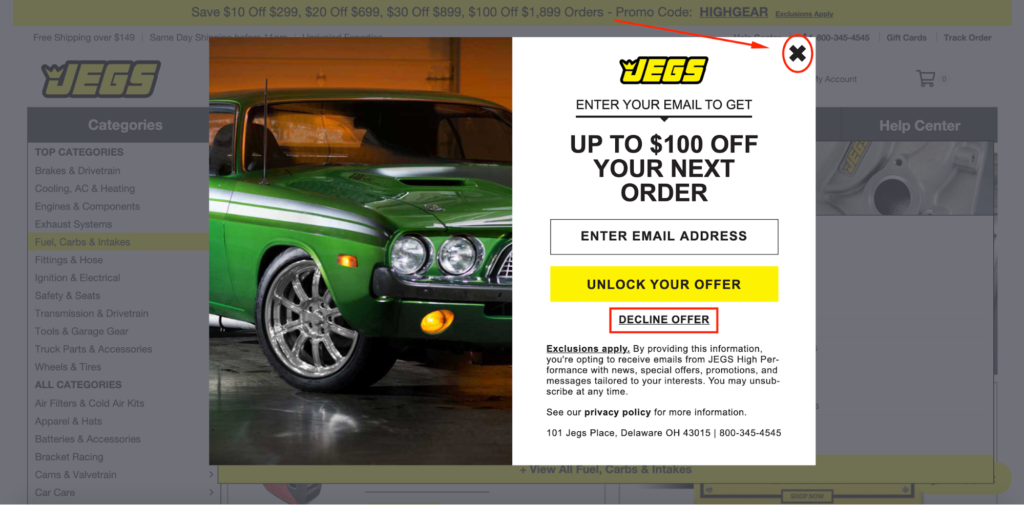 Save $10 Off $299, $20 Off $699, $30 Off $899, $100 Off $1,899 Orders - Promo Code: HIGHGEAR Exclusions Apply
Free Shipping over $149 | Same Day
800-345-4545 | Gift Cards | Track Order
JEGS
My Account
0
Categories
Help Center
TOP CATEGORIES
Brakes & Drivetrain
Cooling, AC & Heating
Engines & Components
Exhaust Systems
Fuel, Carbs & Intakes
Fittings & Hose
Ignition & Electrical
Safety & Seats
Transmission & Drivetrain
Tools & Garage Gear
Truck Parts & Accessories
Wheels & Tires
ALL CATEGORIES
Air Filters & Cold Air Kits
Apparel & Hats
Batteries & Accessories
Bracket Racing
Cams & Valvetrain
Car Care
JEGS
ENTER YOUR EMAIL TO GET
UP TO $100 OFF
YOUR NEXT
ORDER
ENTER EMAIL ADDRESS
UNLOCK YOUR OFFER
DECLINE OFFER
Exclusions apply. By providing this information,
you're opting to receive emails from JEGS High Per-
formance with news, special offers, promotions, and
messages tailored to your interests. You may unsub-
scribe at any time.
See our privacy policy for more information.
101 Jegs Place, Delaware OH 43015 | 800-345-4545
JEGS
+ View All Fuel, Carbs & Intakes
SHOP NOW